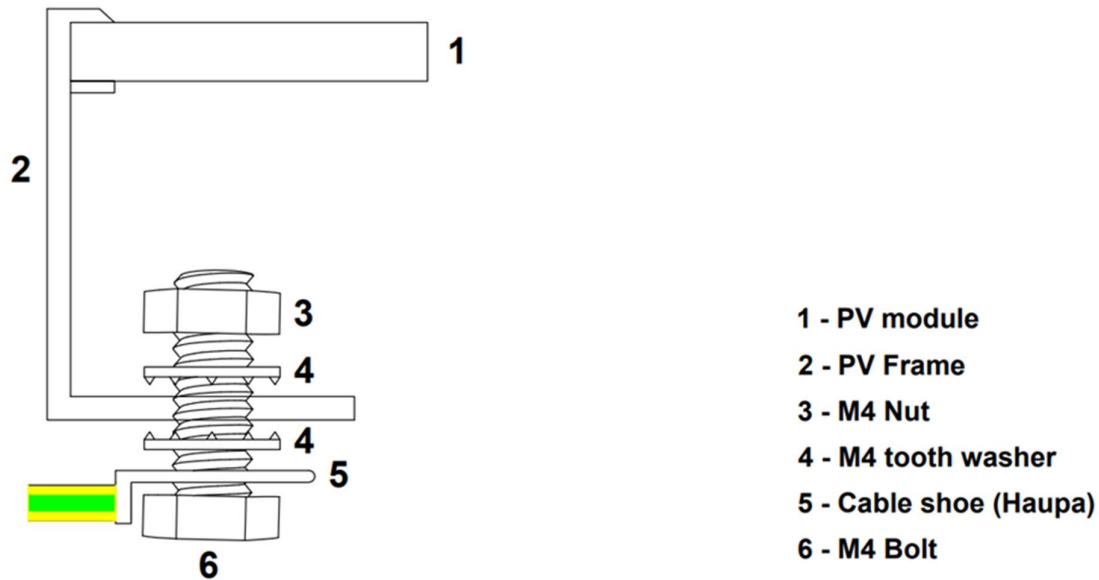 1
2
3
4
4
5
6
1 - PV module
2 - PV Frame
3 - M4 Nut
4 - M4 tooth washer
5 - Cable shoe (Haupa)
6 - M4 Bolt